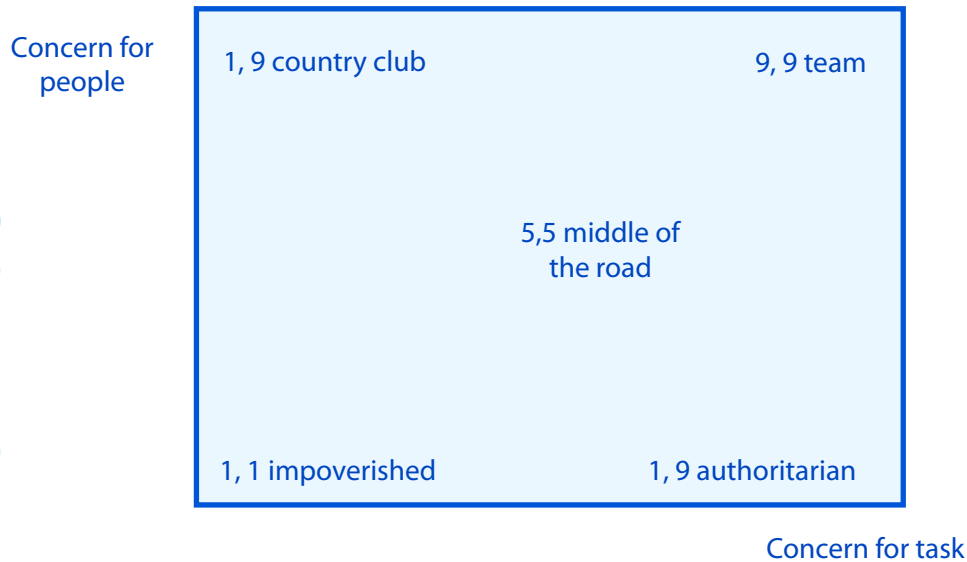 Concern for
people
1, 9 country club
9, 9 team
5,5 middle of
the road
1, 1 impoverished
1, 9 authoritarian
Concern for task